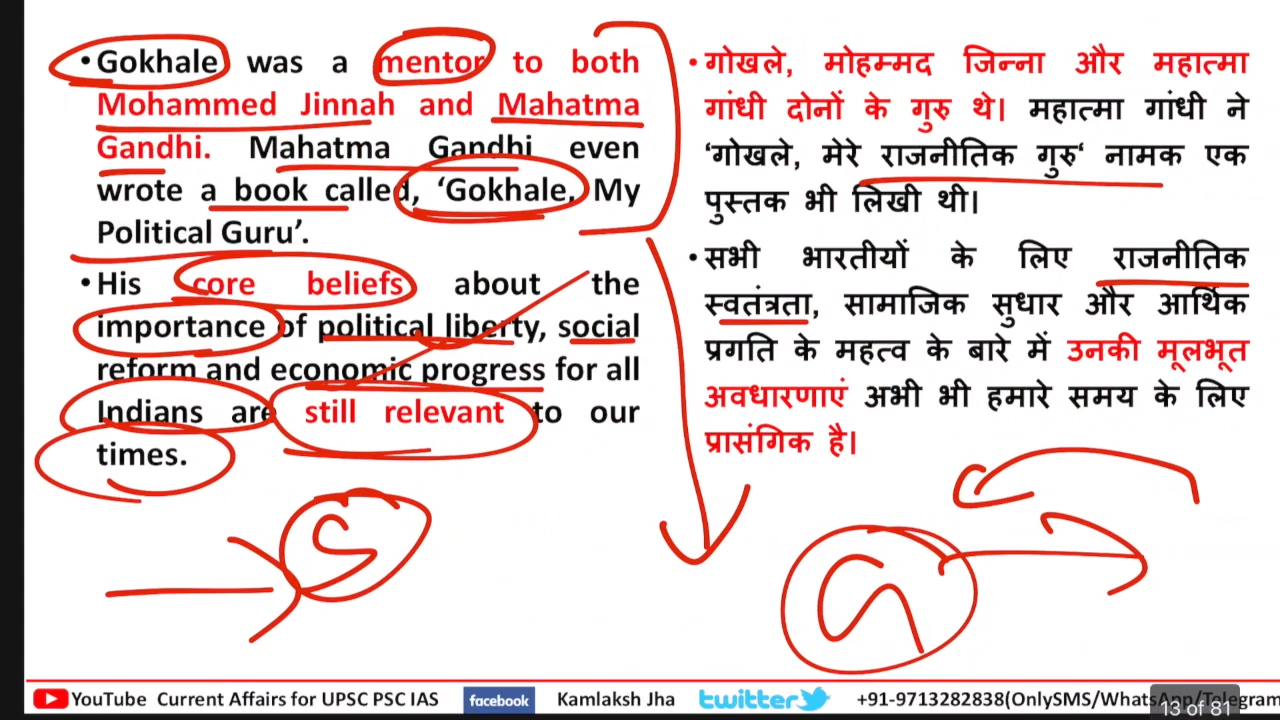 •Gokhale was a mentor to both
Mohammed Jinnah and Mahatma
Gandhi. Mahatma Gandhi even
wrote a book called, ‘Gokhale, My
Political Guru’.
•His core beliefs about the
importance of political liberty, social
reform and economic progress for all
Indians are still relevant to our
times.
S
• गोखले, मोहम्मद जिन्ना और महात्मा
गांधी दोनों के गुरु थे। महात्मा गांधी ने
‘गोखले, मेरे राजनीतिक गुरु‘ नामक एक
पुस्तक भी लिखी थी।
•सभी भारतीयों के लिए राजनीतिक
स्वतंत्रता, सामाजिक सुधार और आर्थिक
प्रगति के महत्व के बारे में उनकी मूलभूत
अवधारणाएं अभी भी हमारे समय के लिए
प्रासंगिक है।
YouTube Current Affairs for UPSC PSC IAS facebook Kamlaksh Jha twitter +91-9713282838(OnlySMS/WhatsApp/Telegram
13 of 81